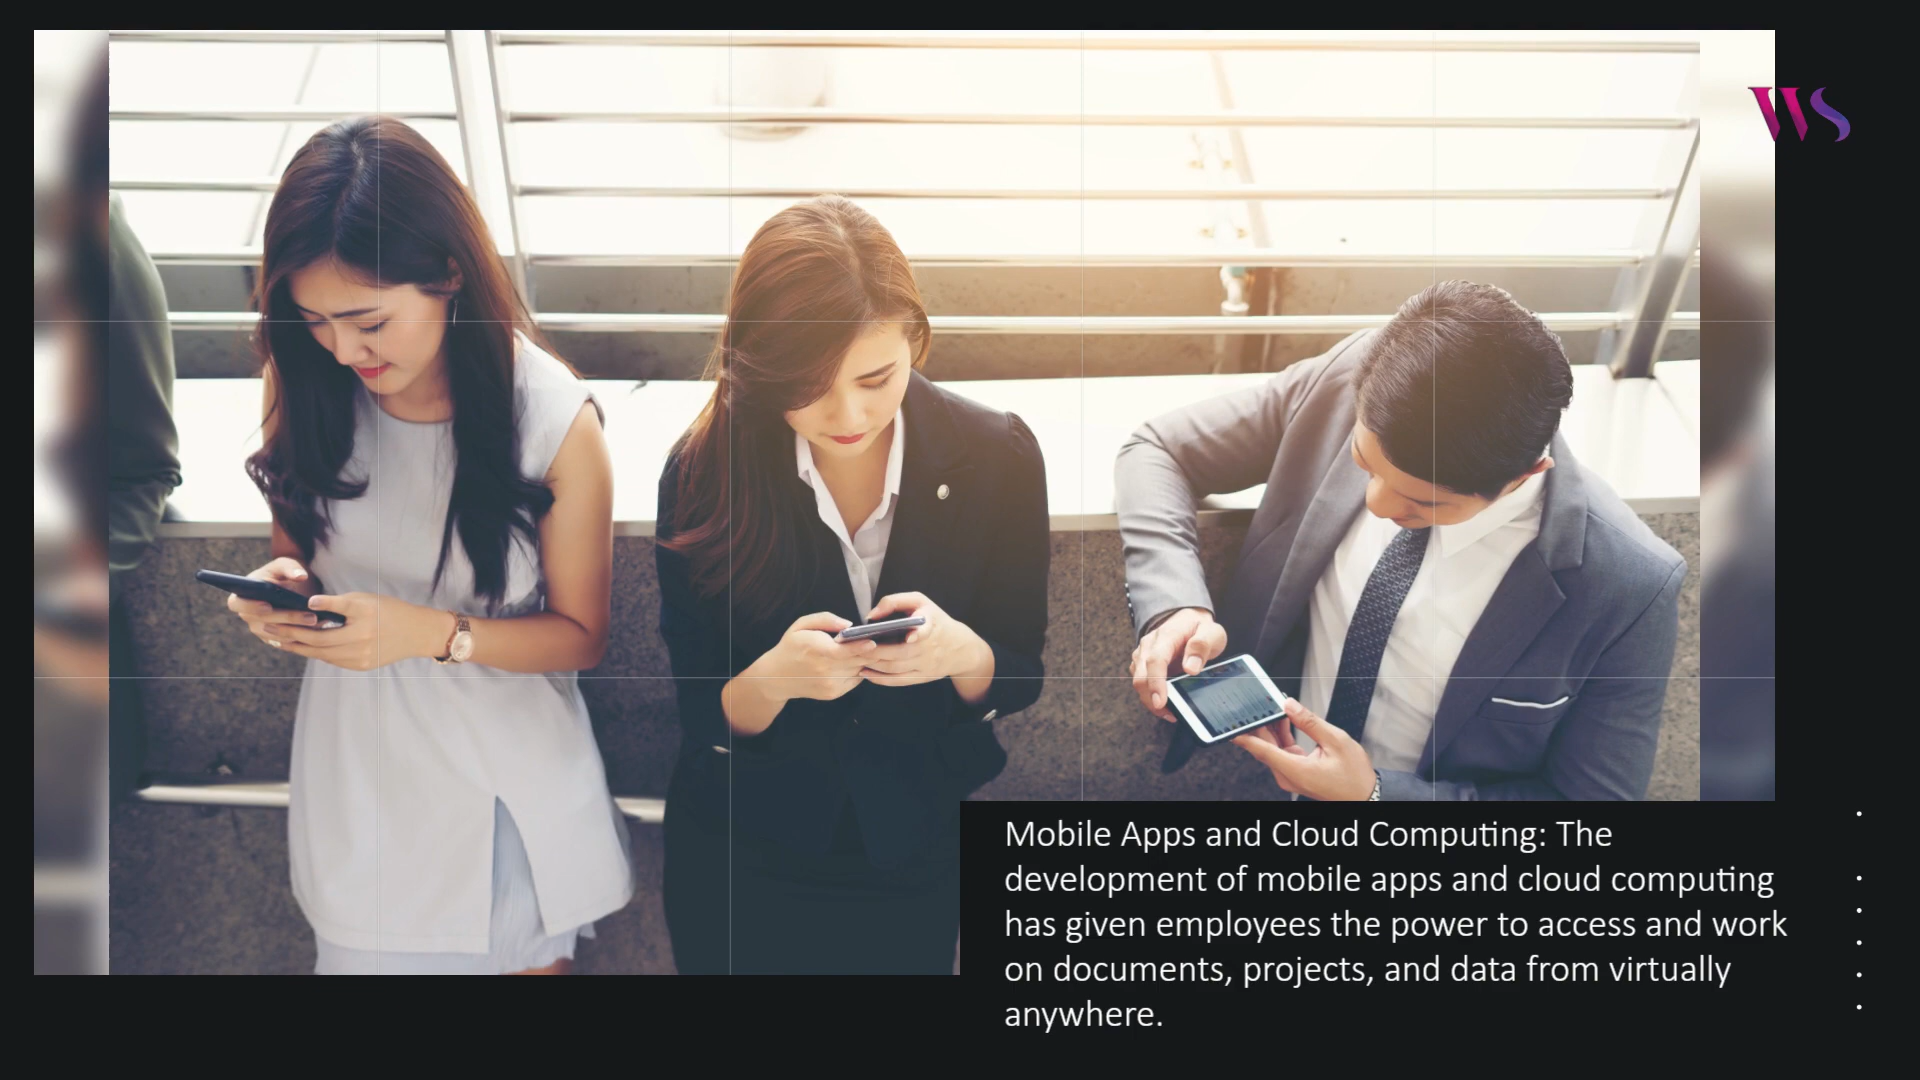 WS
Mobile Apps and Cloud Computing: The
development of mobile apps and cloud computing
has given employees the power to access and work
on documents, projects, and data from virtually
anywhere.